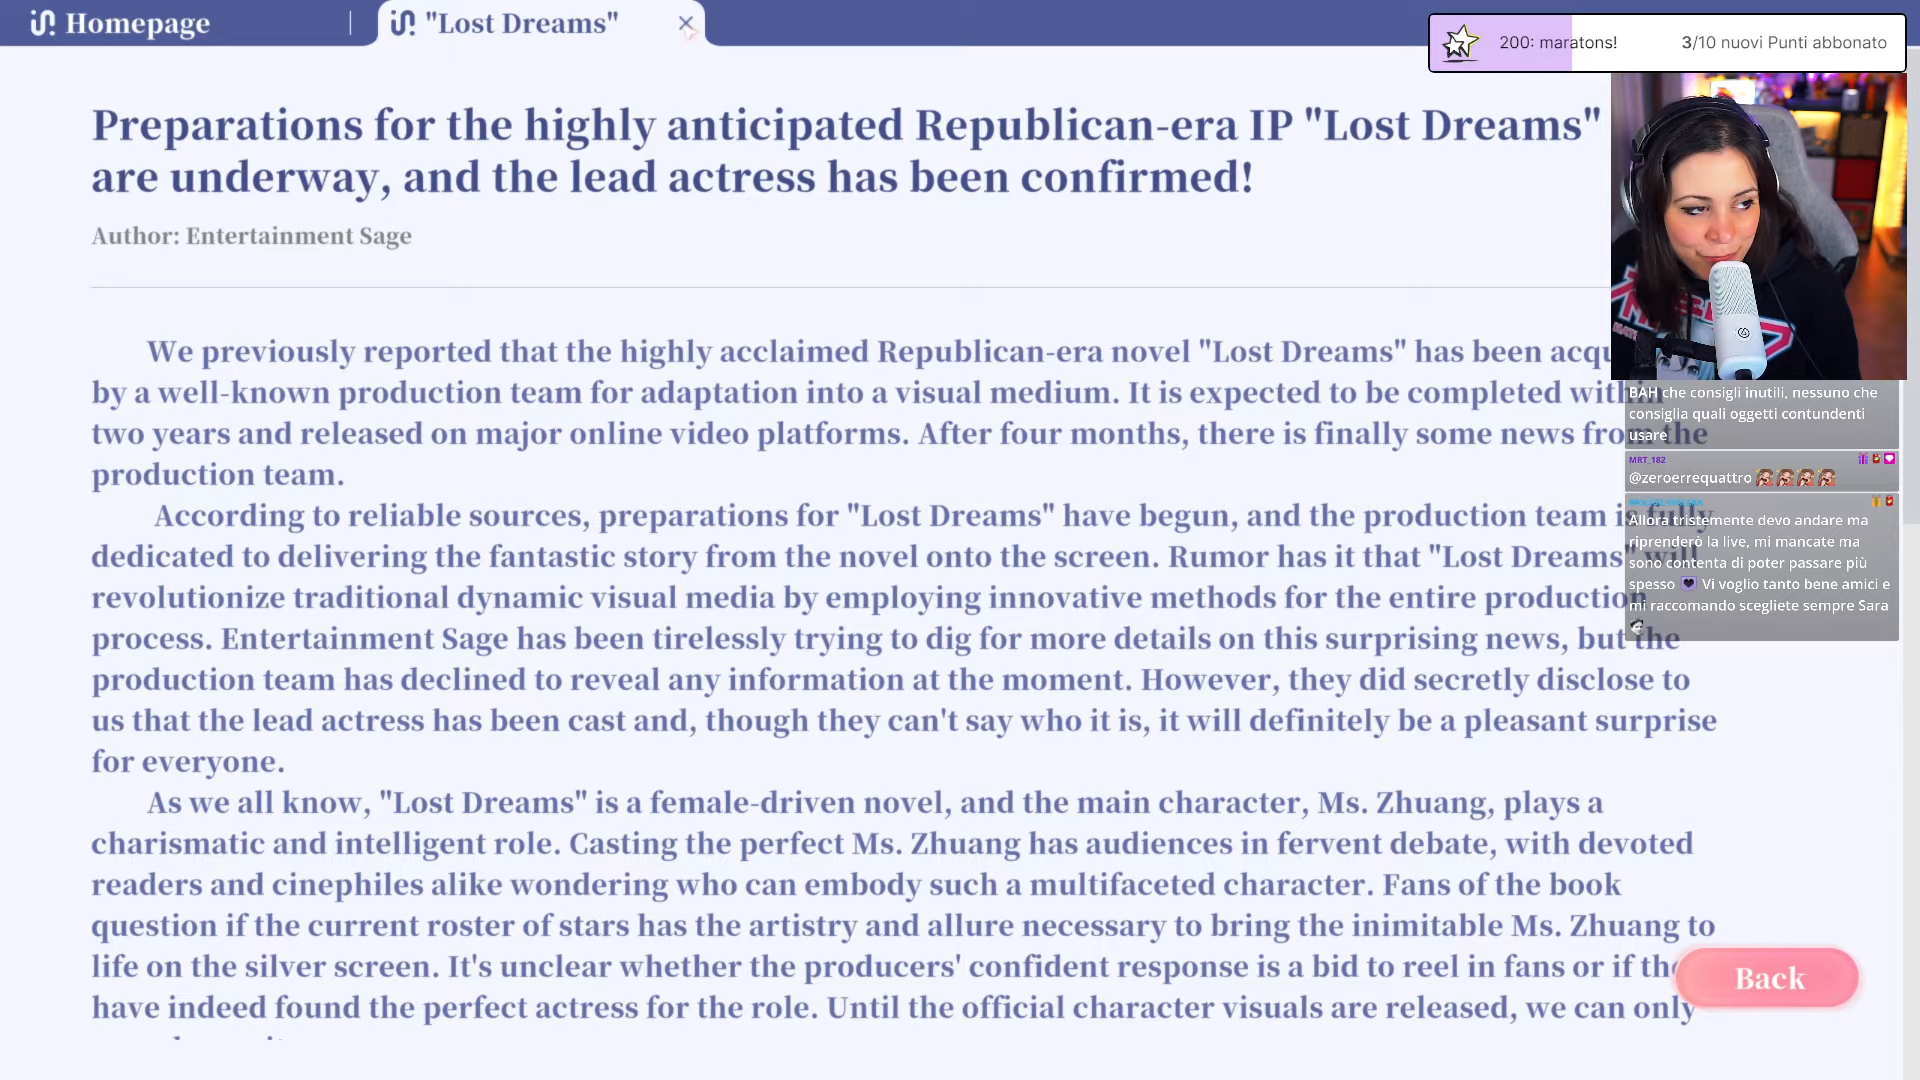 Homepage
"Lost Dreams"
200: maratons!
3/10 nuovi Punti abbonato
Preparations for the highly anticipated Republican-era IP "Lost Dreams"
are underway, and the lead actress has been confirmed!
Author: Entertainment Sage
We previously reported that the highly acclaimed Republican-era novel "Lost Dreams" has been
by a well-known production team for adaptation into a visual medium. It is expected to be completed within
two years and released on major online video platforms. After four months, there is finally some news from the
production team.
According to reliable sources, preparations for "Lost Dreams" have begun, and the production team is fully
dedicated to delivering the fantastic story from the novel onto the screen. Rumor has it that "Lost Dreams" will
revolutionize traditional dynamic visual media by employing innovative methods for the entire production
process. Entertainment Sage has been tirelessly trying to dig for more details on this surprising news, but the
production team has declined to reveal any information at the moment. However, they did secretly disclose to
us that the lead actress has been cast and, though they can't say who it is, it will definitely be a pleasant surprise
for everyone.
As we all know, "Lost Dreams" is a female-driven novel, and the main character, Ms. Zhuang, plays a
charismatic and intelligent role. Casting the perfect Ms. Zhuang has audiences in fervent debate, with devoted
readers and cinephiles alike wondering who can embody such a multifaceted character. Fans of the book
question if the current roster of stars has the artistry and allure necessary to bring the inimitable Ms. Zhuang to
life on the silver screen. It's unclear whether the producers' confident response is a bid to reel in fans or if
have indeed found the perfect actress for the role. Until the official character visuals are released, we can only
Back
BAH che consigli inutili, nessuno che
consiglia quali oggetti contundenti
usare
MRT_182
@zeroerrequattro
Allora tristemente devo andare ma
riprenderò la live, mi mancate ma
sono contenta di poter passare più
spesso Vi voglio tanto bene amici e
mi raccomando scegliete sempre Sara